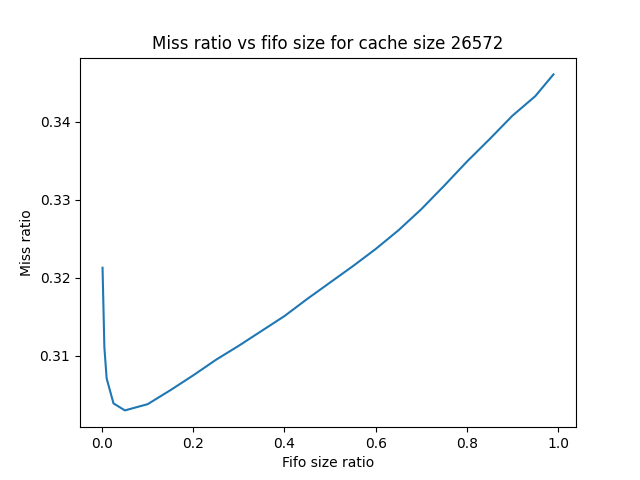 Miss ratio vs fifo size for cache size 26572
Miss ratio
0.34
0.33
0.32
0.31
0.0 0.2 0.4 0.6 0.8 1.0
Fifo size ratio